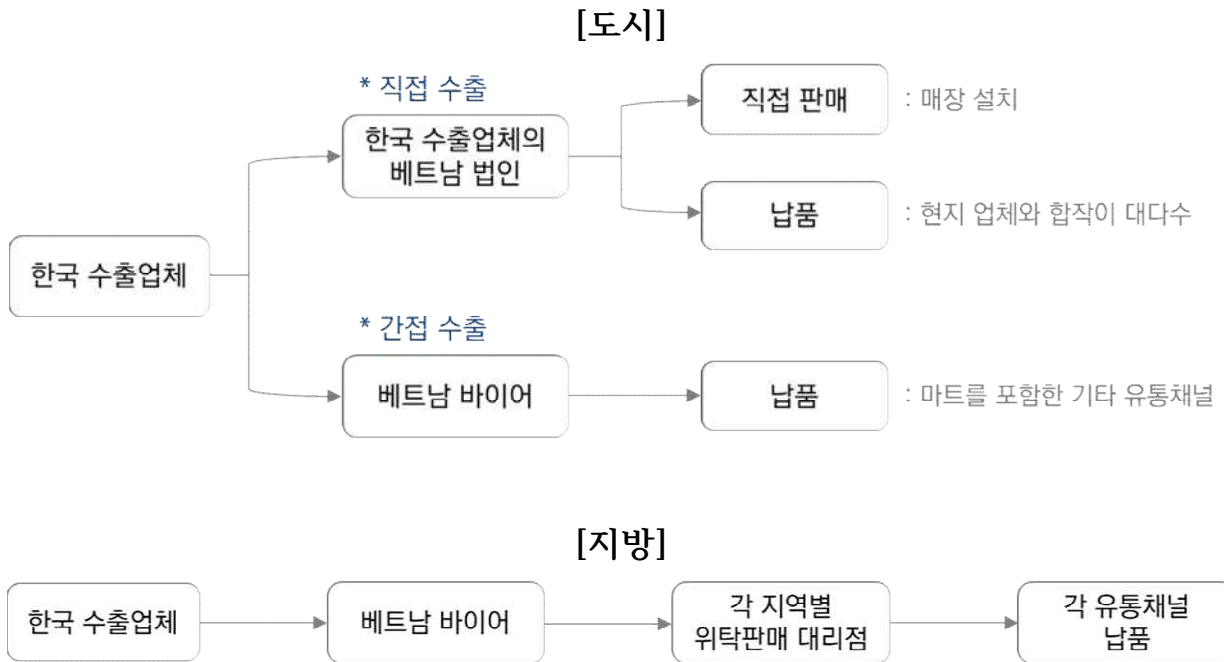 [도시]
* 직접 수출
직접 판매
: 매장 설치
한국 수출업체의
베트남 법인
납품
: 현지 업체와 합작이 대다수
한국 수출업체
* 간접 수출
베트남 바이어
납품
: 마트를 포함한 기타 유통채널
[지방]
한국 수출업체
베트남 바이어
각 지역별
위탁판매 대리점
각 유통채널
납품